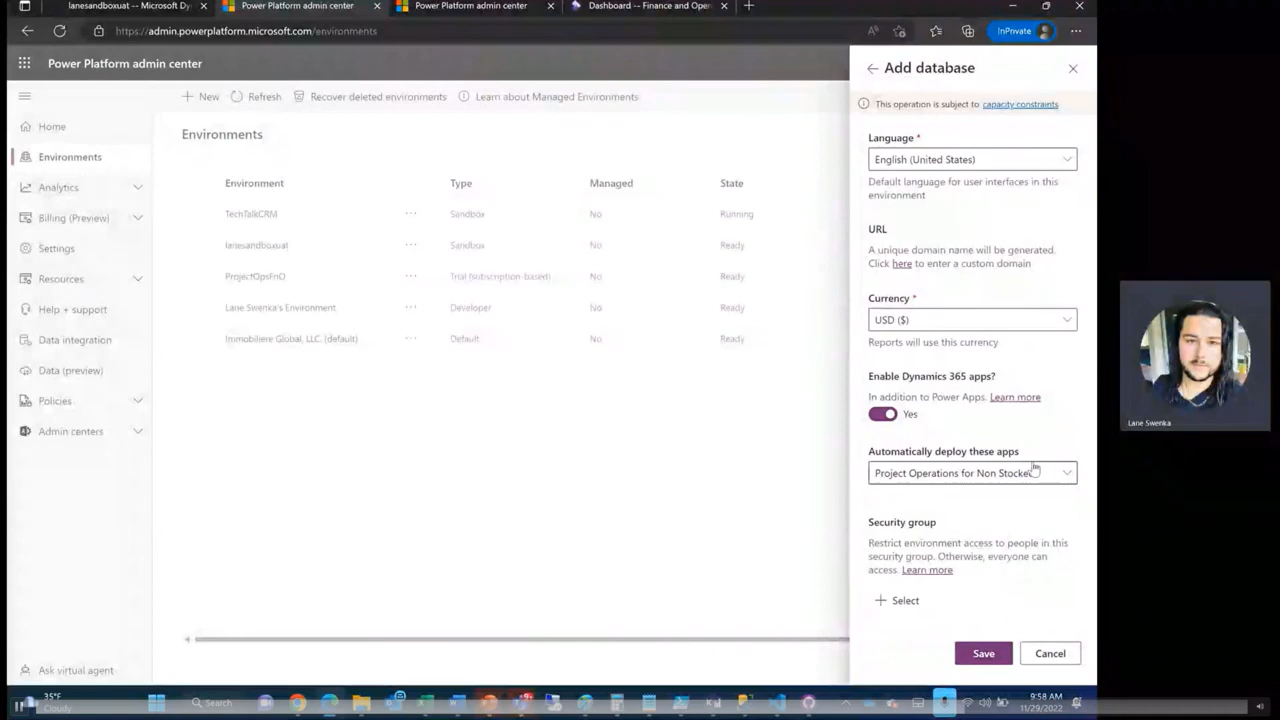 lanesandboxuat -- Microsoft Dy
Power Platform admin center
Power Platform admin center
Dashboard -- Finance and Oper
https://admin.powerplatform.microsoft.com/environments
InPrivate
Power Platform admin center
Add database
This operation is subject to capacity constraints
New
Refresh
Recover deleted environments
Learn about Managed Environments
Home
Environments
Analytics
Billing (Preview)
Settings
Resources
Help + support
Data integration
Data (preview)
Policies
Admin centers
Ask virtual agent
Environments
Environment Type Managed State
TechTalkCRM Sandbox No Running
lanesandboxuat Sandbox No Ready
ProjectOpsFnO Trial (subscription-based) No Ready
Lane Swenka's Environment Developer No Ready
Immobiliere Global, LLC. (default) Default No Ready
Language *
English (United States)
Default language for user interfaces in this
environment
URL
A unique domain name will be generated.
Click here to enter a custom domain
Currency *
USD ($)
Reports will use this currency
Enable Dynamics 365 apps?
In addition to Power Apps. Learn more
Yes
Automatically deploy these apps
Project Operations for Non Stocke
Security group
Restrict environment access to people in this
security group. Otherwise, everyone can
access. Learn more
Select
Save
Cancel
Lane Swenka
35°F
Cloudy
Search
9:58 AM
11/29/2022